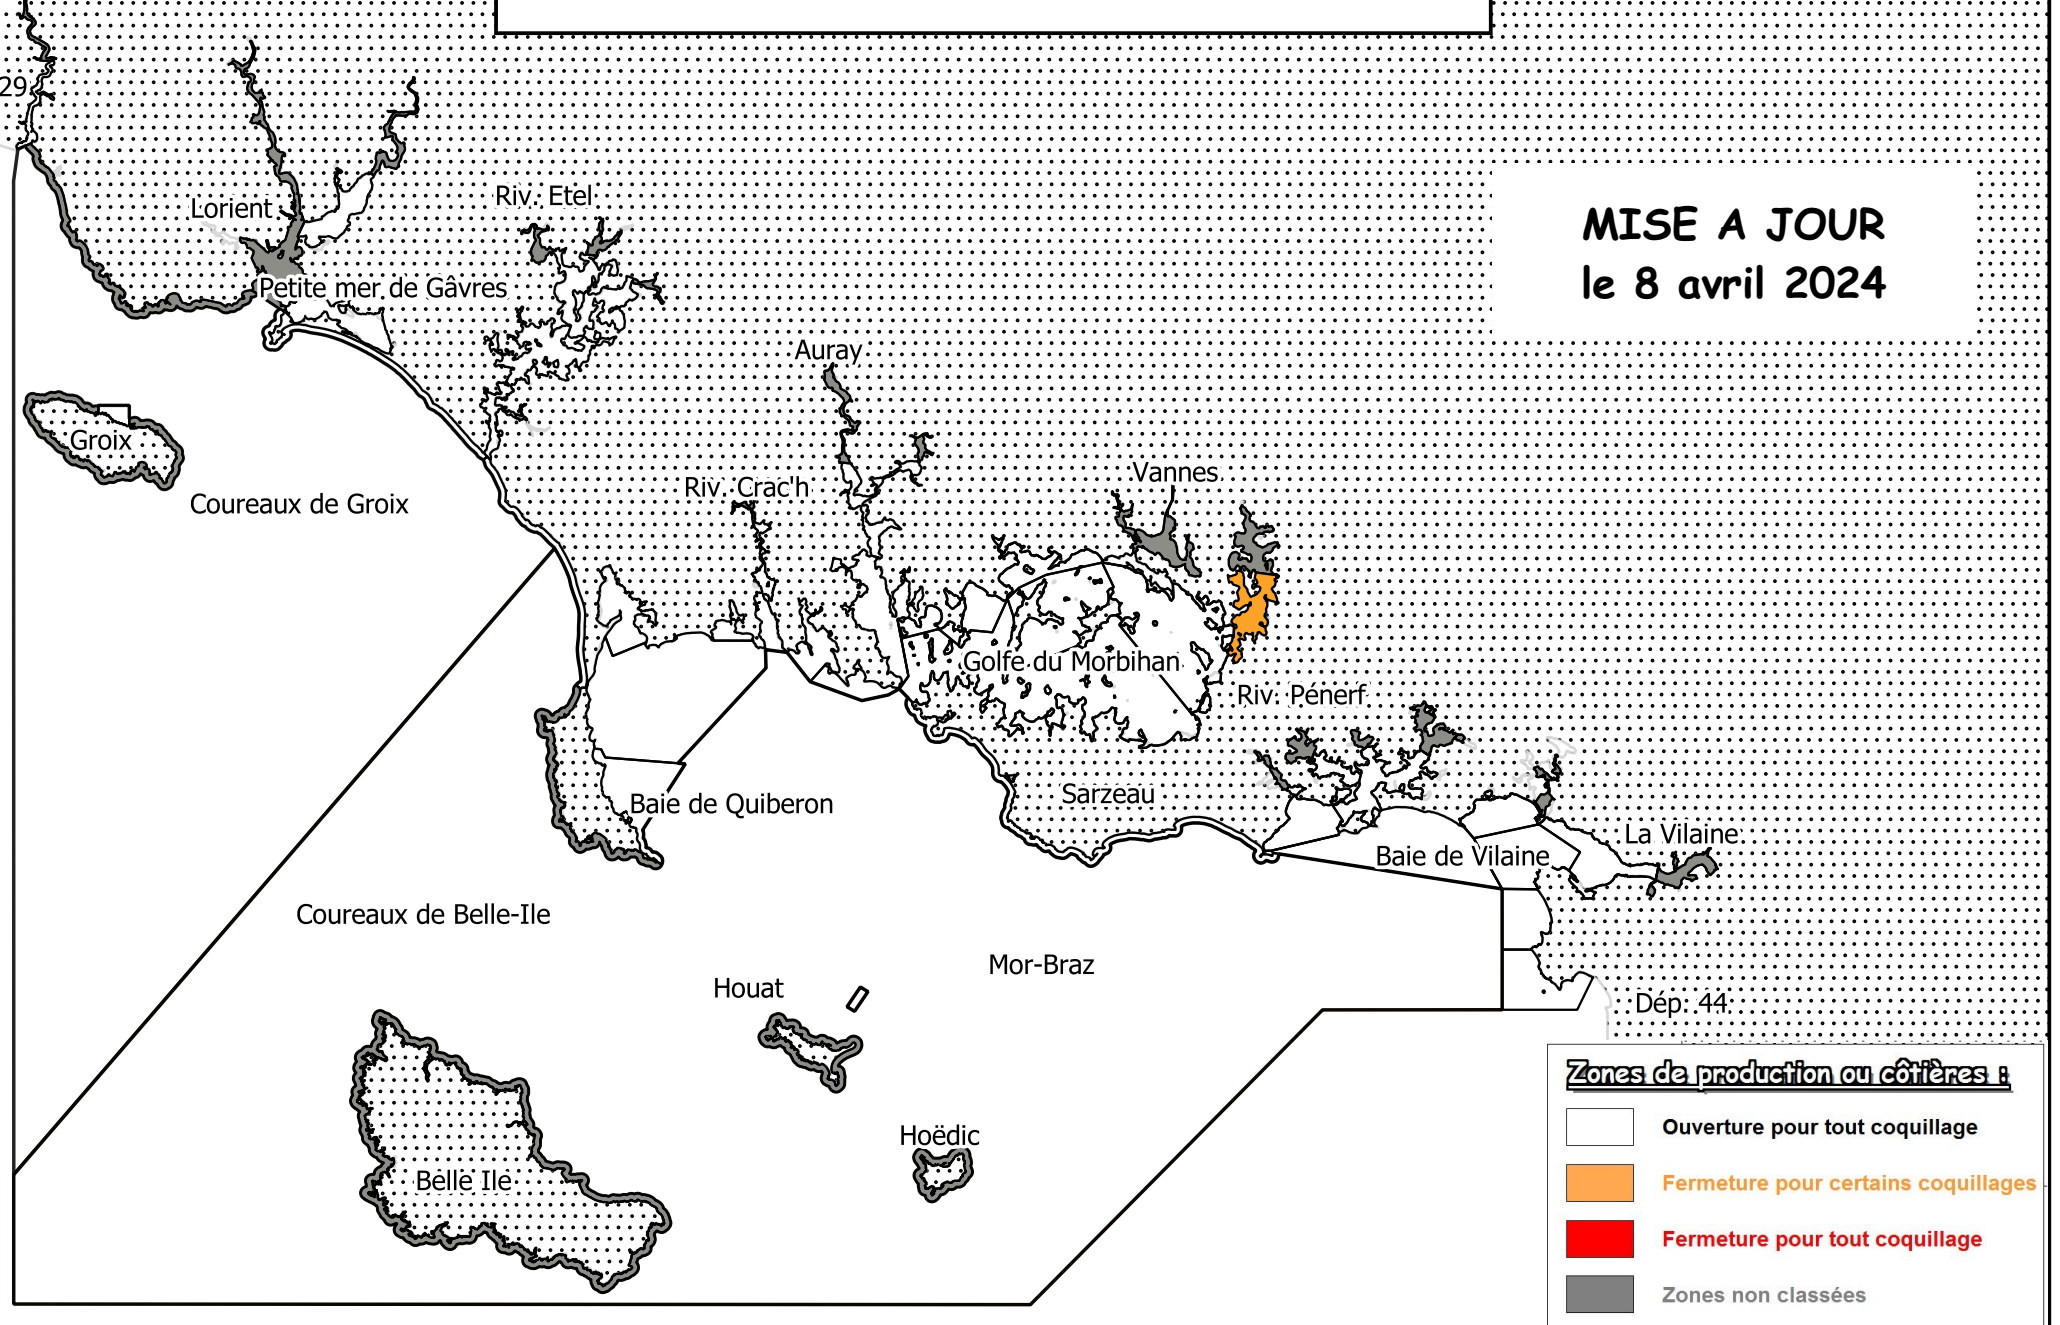 29
Lorient
Riv. Etel
MISE A JOUR
le 8 avril 2024
Petite mer de Gâvres
Auray
Groix
Vannes
Riv. Crac'h
Coureaux de Groix
Golfe du Morbihan
Riv. Pénerf
Sarzeau
Baie de Quiberon
La Vilaine
Baie de Vilaine
Coureaux de Belle-Ile
Mor-Braz
Houat
Dép. 44
Hoëdic
Belle Ile
Zones de production ou côtières :
Ouverture pour tout coquillage
Fermeture pour certains coquillages
Fermeture pour tout coquillage
Zones non classées